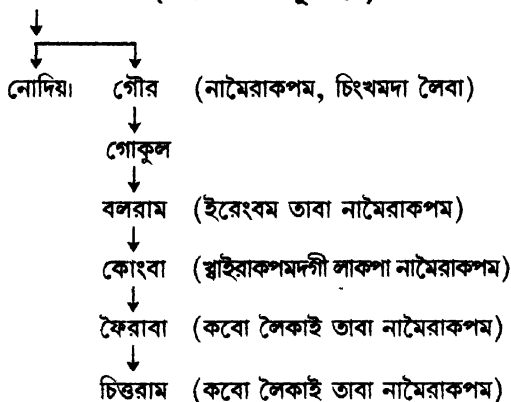 নোদিয়া গৌর (নামৈরাকপম, চিংখমদা লৈবা)
গোকুল
বলরাম (ইরেংবম তাবা নামৈরাকপম)
কোংবা (খ্বাইরাকপমদগী লাকপা নামৈরাকপম)
ফৈরাবা (কবো লৈকাই তাবা নামৈরাকপম)
চিত্তরাম (কবো লৈকাই তাবা নামৈরাকপম)